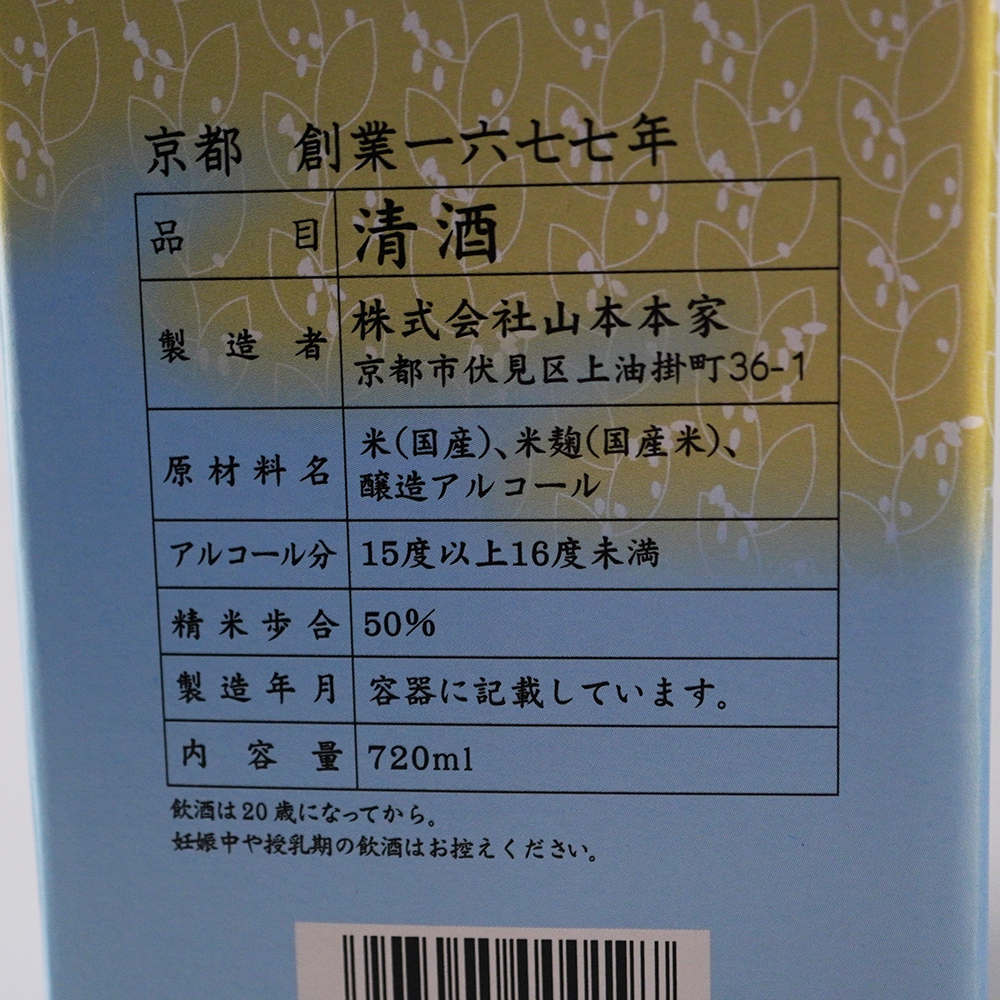 京都　創業一六七七年
品目 清酒
製造者 株式会社山本本家
京都市伏見区上油掛町36-1
原材料名 米(国産)、米麹(国産米)、
醸造アルコール
アルコール分 15度以上16度未満
精米歩合 50%
製造年月 容器に記載しています。
内容量 720ml
飲酒は20歳になってから。
妊娠中や授乳期の飲酒はお控えください。